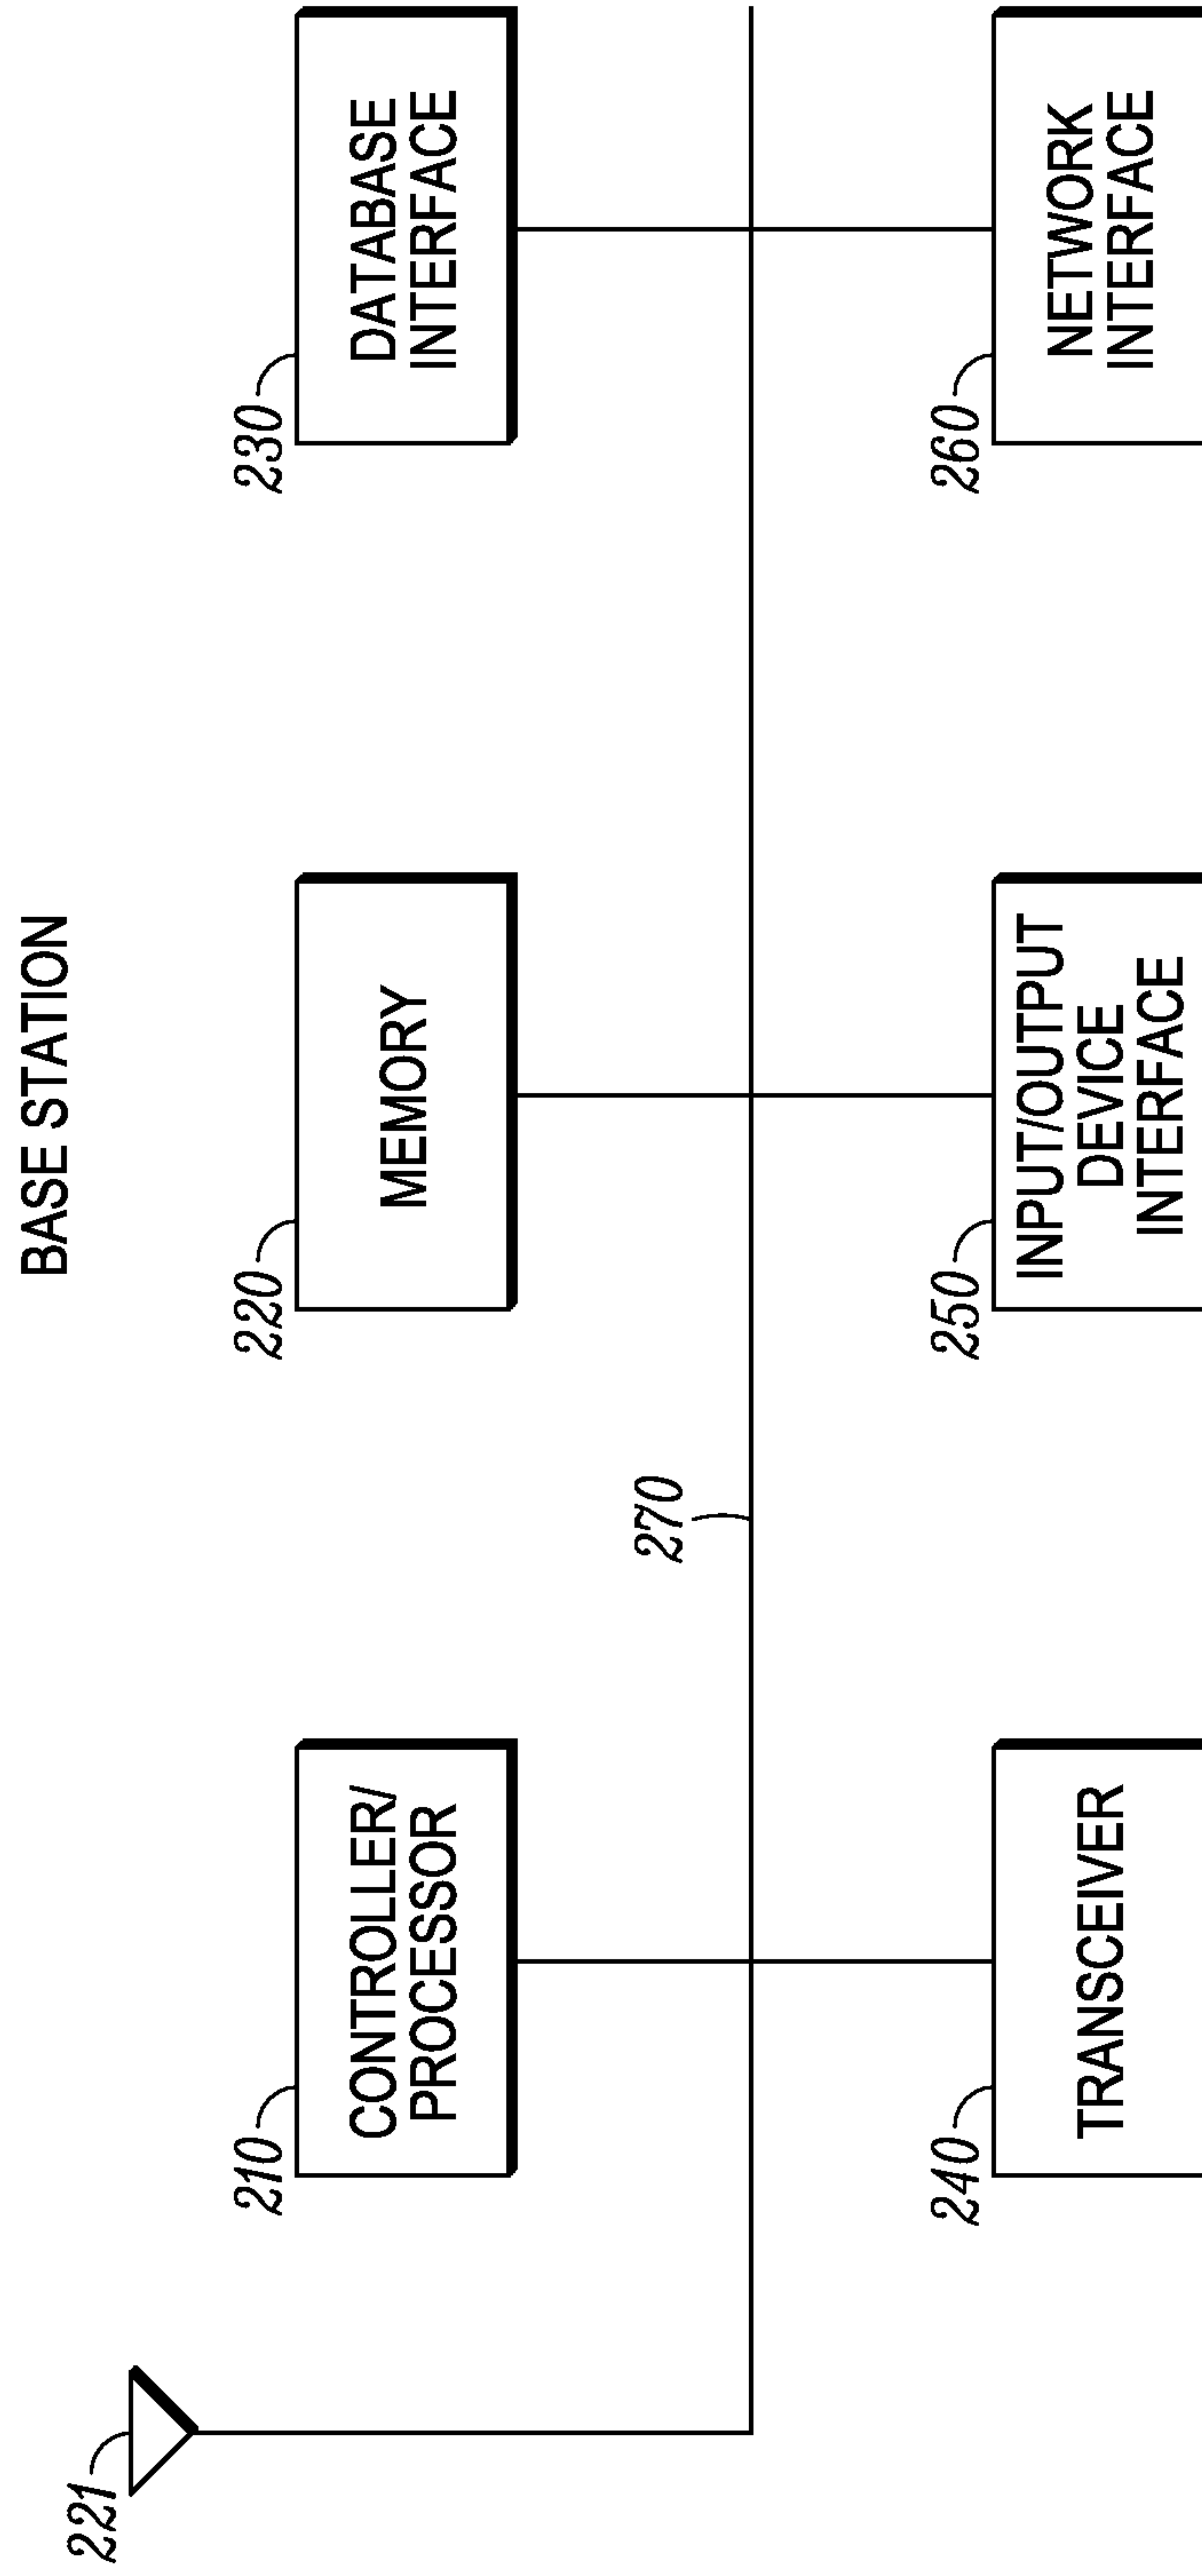 BASE STATION
221
210
CONTROLLER/
PROCESSOR
220
MEMORY
230
DATABASE
INTERFACE
270
240
TRANSCEIVER
250
INPUT/OUTPUT
DEVICE
INTERFACE
260
NETWORK
INTERFACE